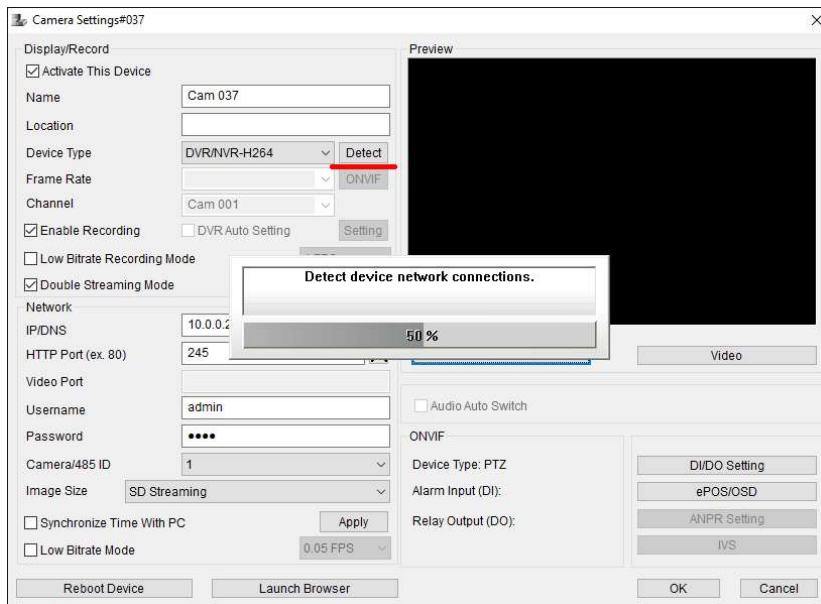 Camera Settings#037
Display/Record
Activate This Device
Name Cam 037
Location
Device Type DVR/NVR-H264 Detect
Frame Rate ONVIF
Channel Cam 001
Enable Recording DVR Auto Setting Setting
Low Bitrate Recording Mode
Double Streaming Mode
Network
IP/DNS 10.0.0.2
HTTP Port (ex. 80) 245
Video Port
Username admin
Password ••••
Camera/485 ID 1
Image Size SD Streaming
Synchronize Time With PC Apply
Low Bitrate Mode 0.05 FPS
Reboot Device Launch Browser
Preview
Detect device network connections.
50 %
Video
Audio Auto Switch
ONVIF
Device Type: PTZ
Alarm Input (DI):
Relay Output (DO):
DI/DO Setting
ePOS/OSD
ANPR Setting
IVS
OK Cancel